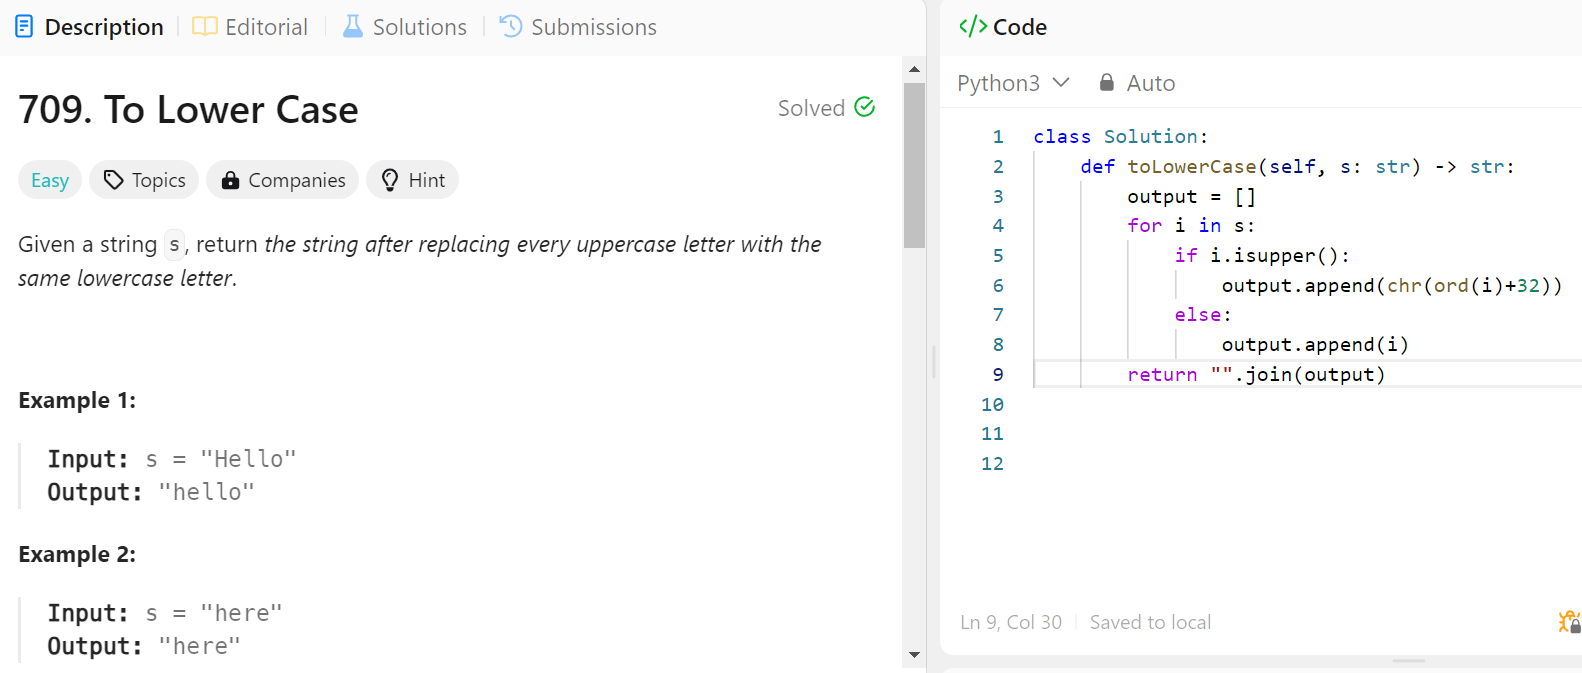 Description Editorial Solutions Submissions
709. To Lower Case
Solved
Easy Topics Companies Hint
Given a string s, return the string after replacing every uppercase letter with the
same lowercase letter.
Example 1:
Input: s = "Hello"
Output: "hello"
Example 2:
Input: s = "here"
Output: "here"
</> Code
Python3 Auto
1 class Solution:
2 def toLowerCase(self, s: str) -> str:
3 output = []
4 for i in s:
5 if i.isupper():
6 output.append(chr(ord(i)+32))
7 else:
8 output.append(i)
9 return "".join(output)
10
11
12
Ln 9, Col 30 Saved to local